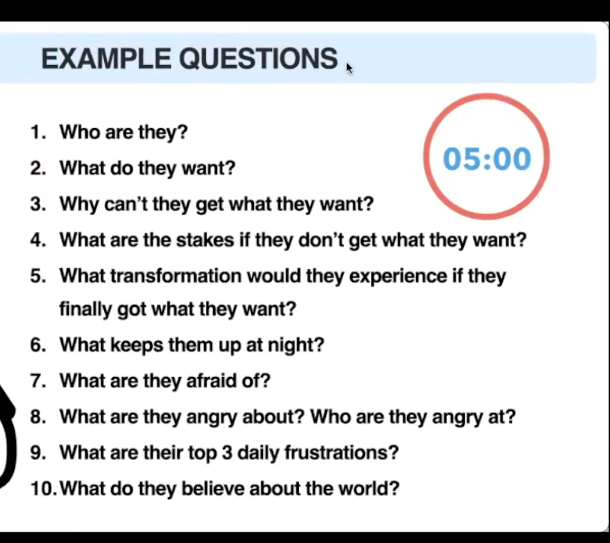 EXAMPLE QUESTIONS
05:00
1. Who are they?
2. What do they want?
3. Why can't they get what they want?
4. What are the stakes if they don't get what they want?
5. What transformation would they experience if they
finally got what they want?
6. What keeps them up at night?
7. What are they afraid of?
8. What are they angry about? Who are they angry at?
9. What are their top 3 daily frustrations?
10. What do they believe about the world?